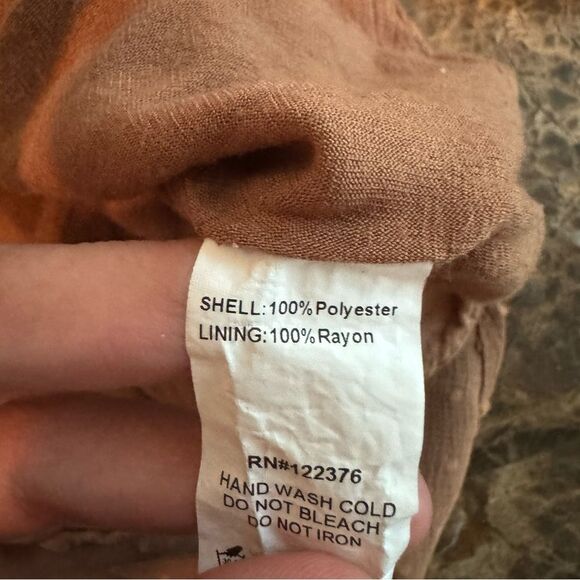 SHELL:100%Polyester
LINING:100%Rayon
RN#122376
HAND WASH COLD
DO NOT BLEACH
DO NOT IRON